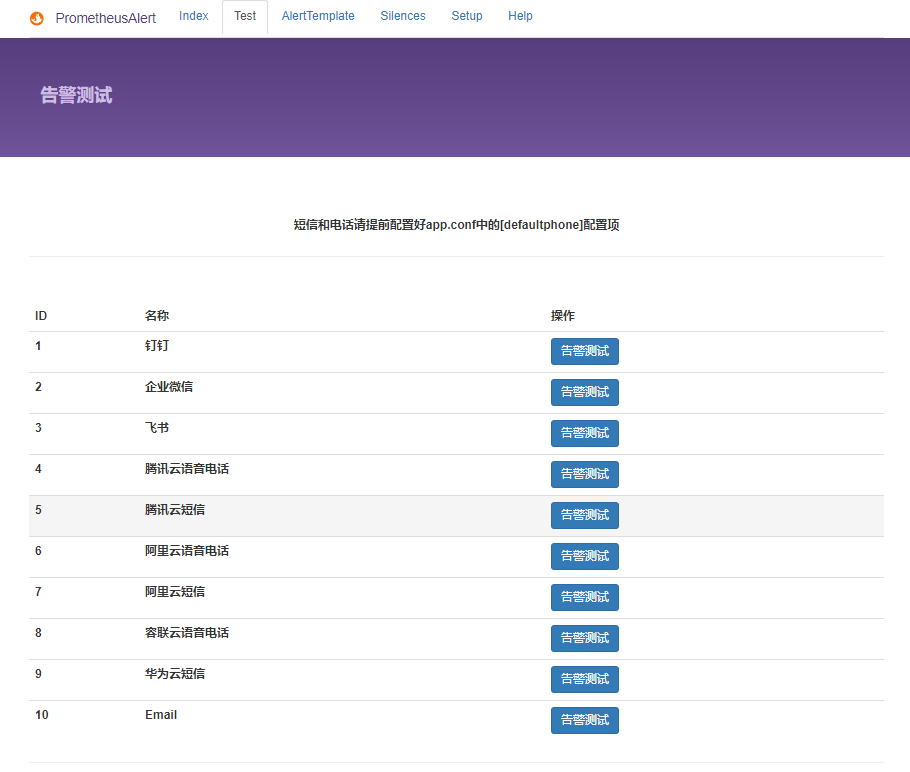 PrometheusAlert Index Test AlertTemplate Silences Setup Help
告警测试
短信和电话请提前配置好app.conf中的[defaultphone]配置项
ID 名称 操作
1 钉钉 告警测试
2 企业微信 告警测试
3 飞书 告警测试
4 腾讯云语音电话 告警测试
5 腾讯云短信 告警测试
6 阿里云语音电话 告警测试
7 阿里云短信 告警测试
8 容联云语音电话 告警测试
9 华为云短信 告警测试
10 Email 告警测试